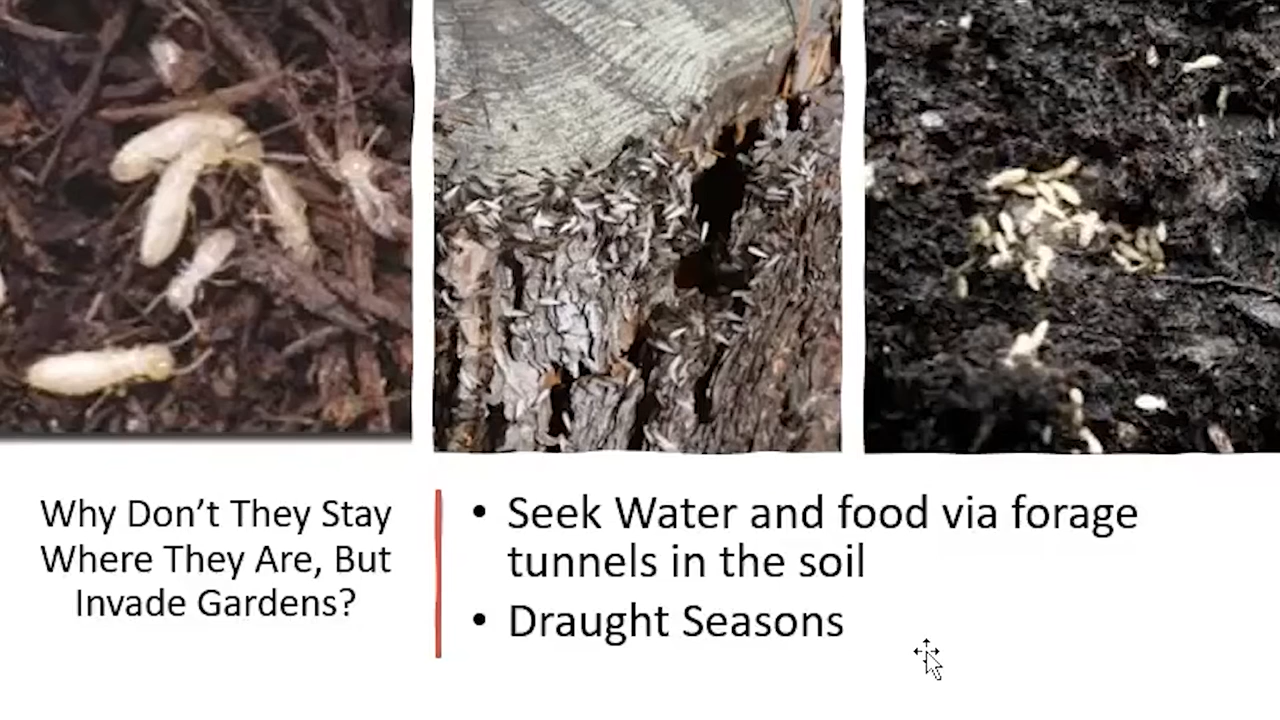 Why Don’t They Stay
Where They Are, But
Invade Gardens?
• Seek Water and food via forage
tunnels in the soil
• Draught Seasons